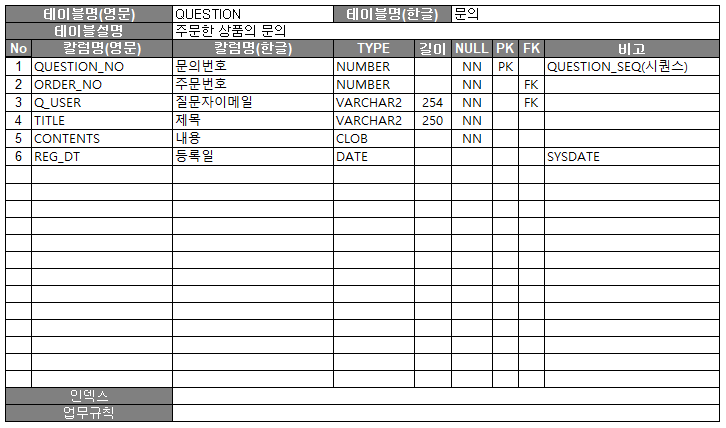 테이블명(영문) QUESTION 테이블명(한글) 문의
테이블설명 주문한 상품의 문의
No 칼럼명(영문) 칼럼명(한글) TYPE 길이 NULL PK FK 비고
1 QUESTION_NO 문의번호 NUMBER NN PK QUESTION_SEQ(시퀀스)
2 ORDER_NO 주문번호 NUMBER NN FK
3 Q_USER 질문자이메일 VARCHAR2 254 NN FK
4 TITLE 제목 VARCHAR2 250 NN
5 CONTENTS 내용 CLOB NN
6 REG_DT 등록일 DATE SYSDATE
인덱스
업무규칙